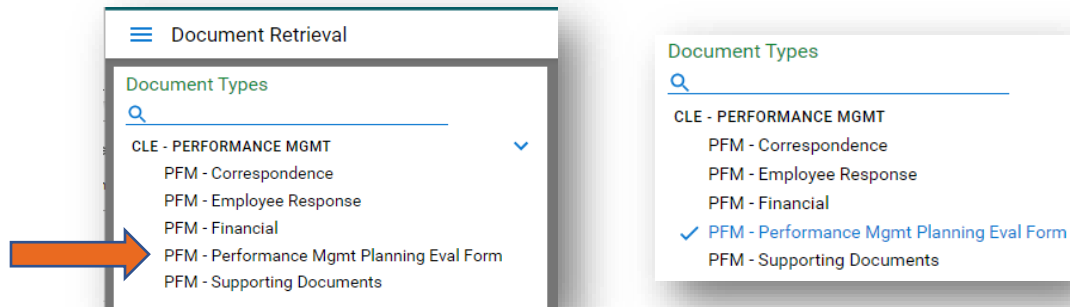 Document Retrieval
Document Types
CLE - PERFORMANCE MGMT
PFM - Correspondence
PFM - Employee Response
PFM - Financial
PFM - Performance Mgmt Planning Eval Form
PFM - Supporting Documents
Document Types
CLE - PERFORMANCE MGMT
PFM - Correspondence
PFM - Employee Response
PFM - Financial
PFM - Performance Mgmt Planning Eval Form
PFM - Supporting Documents